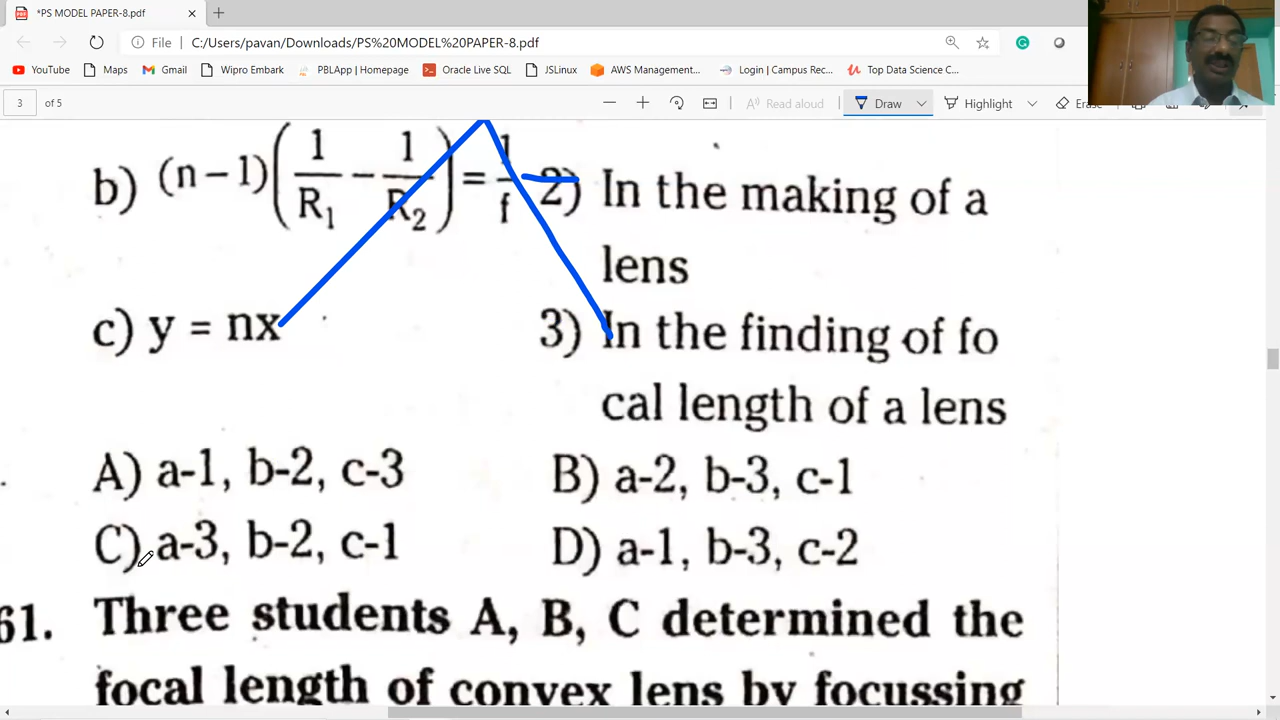 *PS MODEL PAPER-8.pdf
File C:/Users/pavan/Downloads/PS%20MODEL%20PAPER-8.pdf
YouTube Maps Gmail Wipro Embark PBLApp | Homepage Oracle Live SQL JSLinux AWS Management... Login | Campus Rec... Top Data Science C...
3 of 5 Read aloud Draw Highlight Erase
b) (n-1)(1/R₁ - 1/R₂) = 1/f 2) In the making of a
lens
c) y = nx 3) In the finding of fo
cal length of a lens
A) a-1, b-2, c-3 B) a-2, b-3, c-1
C) a-3, b-2, c-1 D) a-1, b-3, c-2
61. Three students A, B, C determined the
focal length of convex lens by focussing